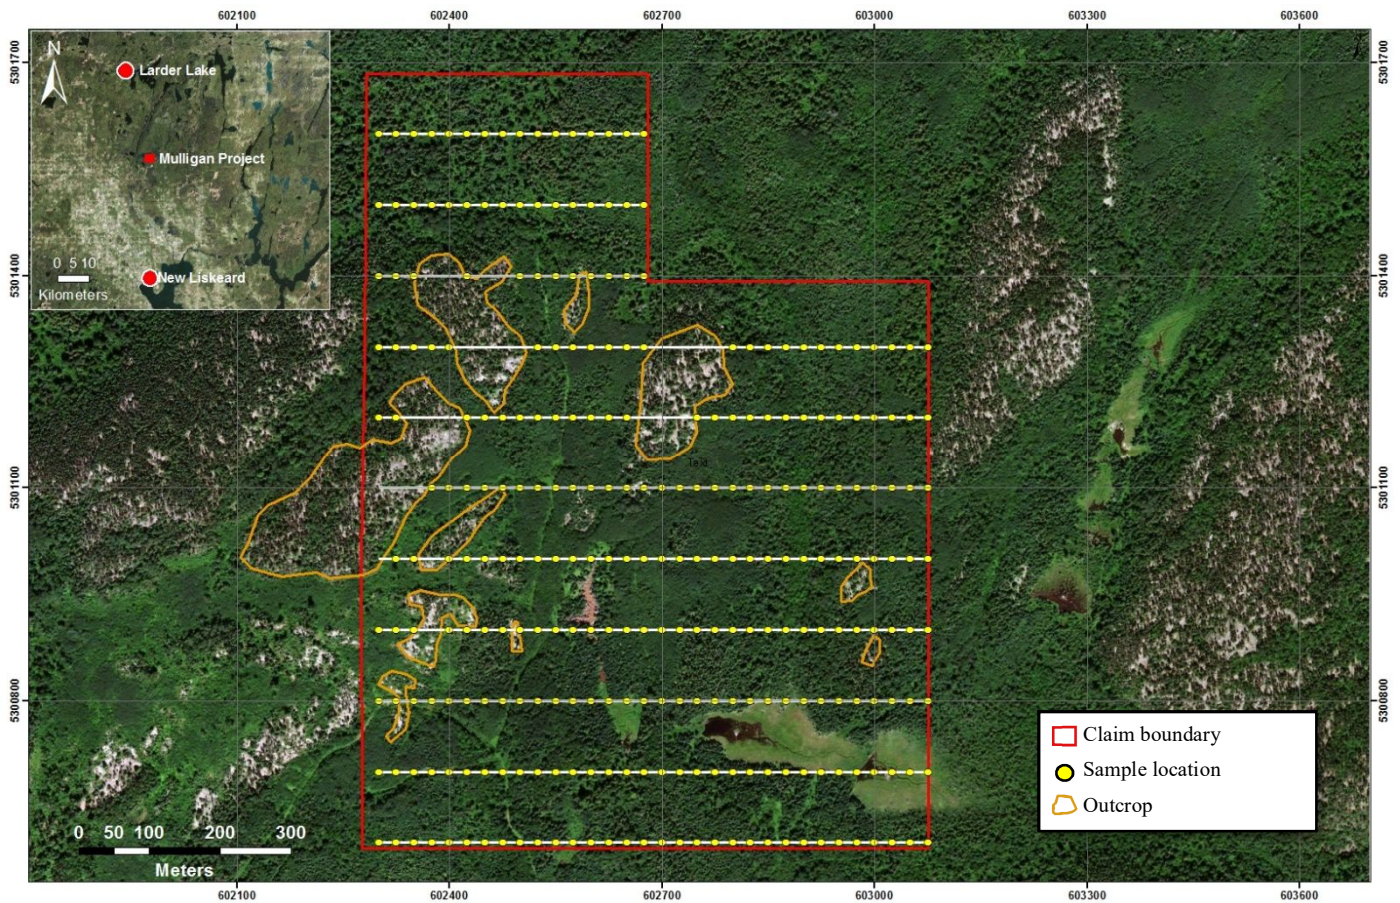 602100 602400 602700 603000 603300 603600
5301700 5301700
N
Larder Lake
Mulligan Project
0 5 10
Kilometers
New Liskeard
5301400 5301400
Text
5301100 5301100
5300800 5300800
Claim boundary
Sample location
Outcrop
0 50 100 200 300
Meters
602100 602400 602700 603000 603300 603600